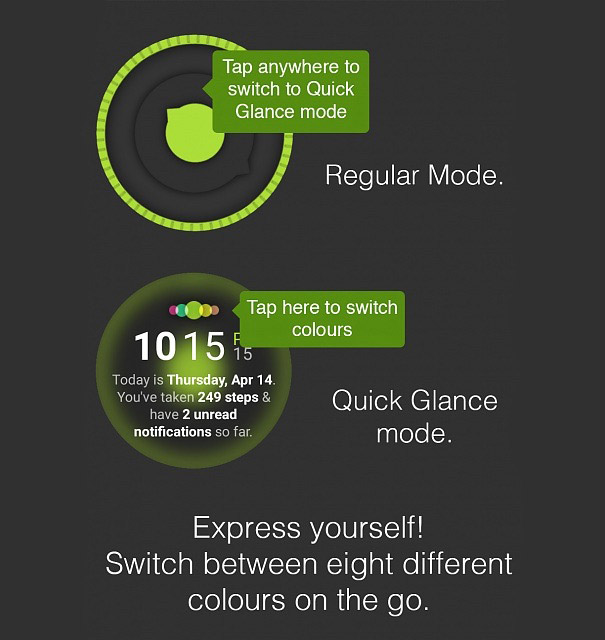 Tap anywhere to
switch to Quick
Glance mode
Regular Mode.
Tap here to switch
colours
10 15
15
Today is Thursday, Apr 14.
You've taken 249 steps &
have 2 unread
notifications so far.
Quick Glance
mode.
Express yourself!
Switch between eight different
colours on the go.